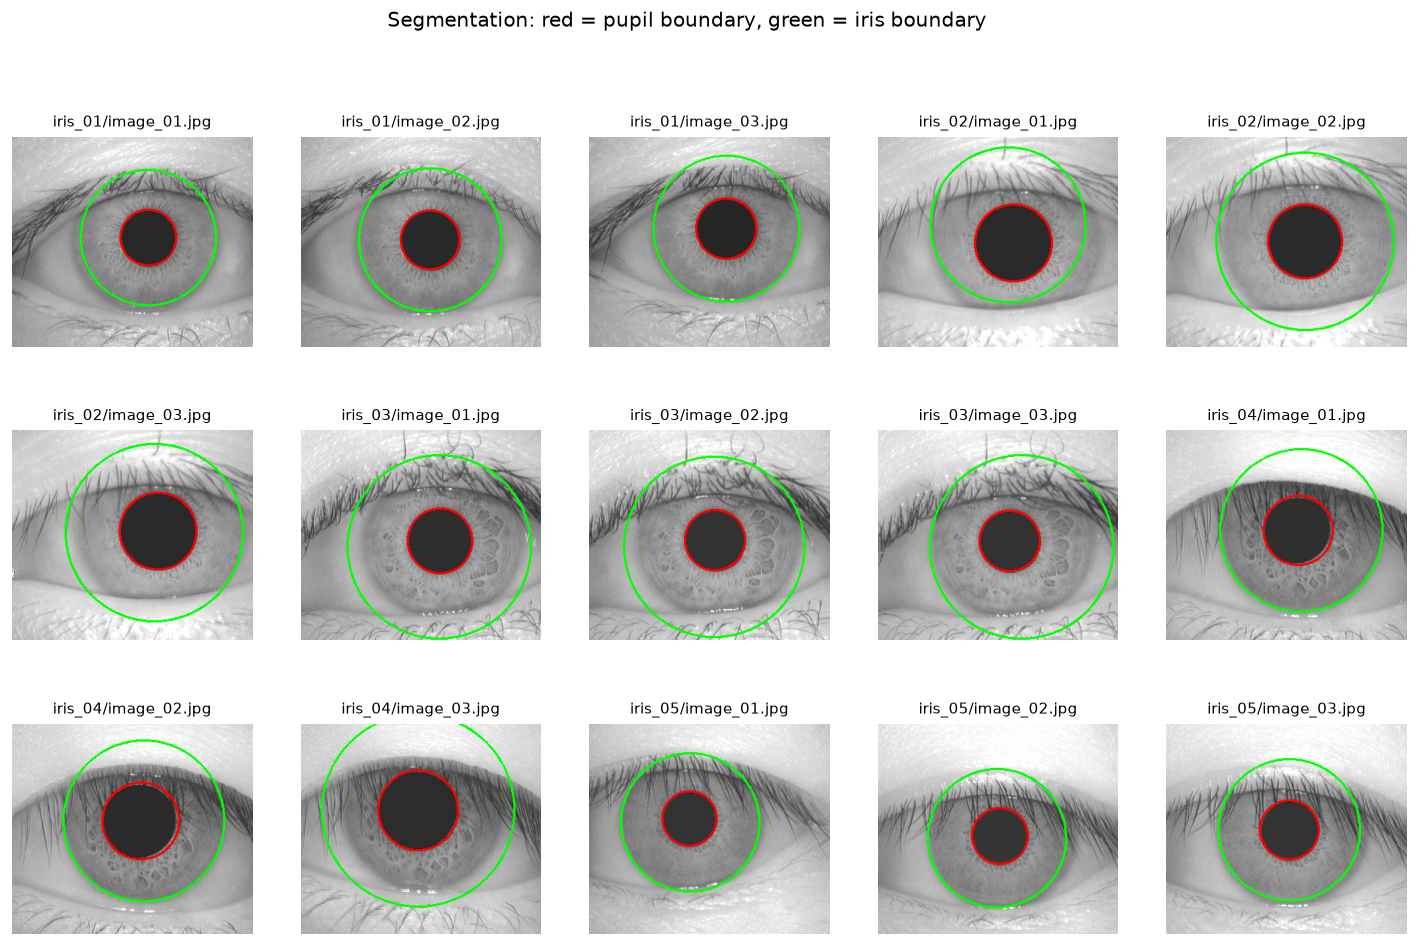 Segmentation: red = pupil boundary, green = iris boundary
iris_01/image_01.jpg
iris_01/image_02.jpg
iris_01/image_03.jpg
iris_02/image_01.jpg
iris_02/image_02.jpg
iris_02/image_03.jpg
iris_03/image_01.jpg
iris_03/image_02.jpg
iris_03/image_03.jpg
iris_04/image_01.jpg
iris_04/image_02.jpg
iris_04/image_03.jpg
iris_05/image_01.jpg
iris_05/image_02.jpg
iris_05/image_03.jpg